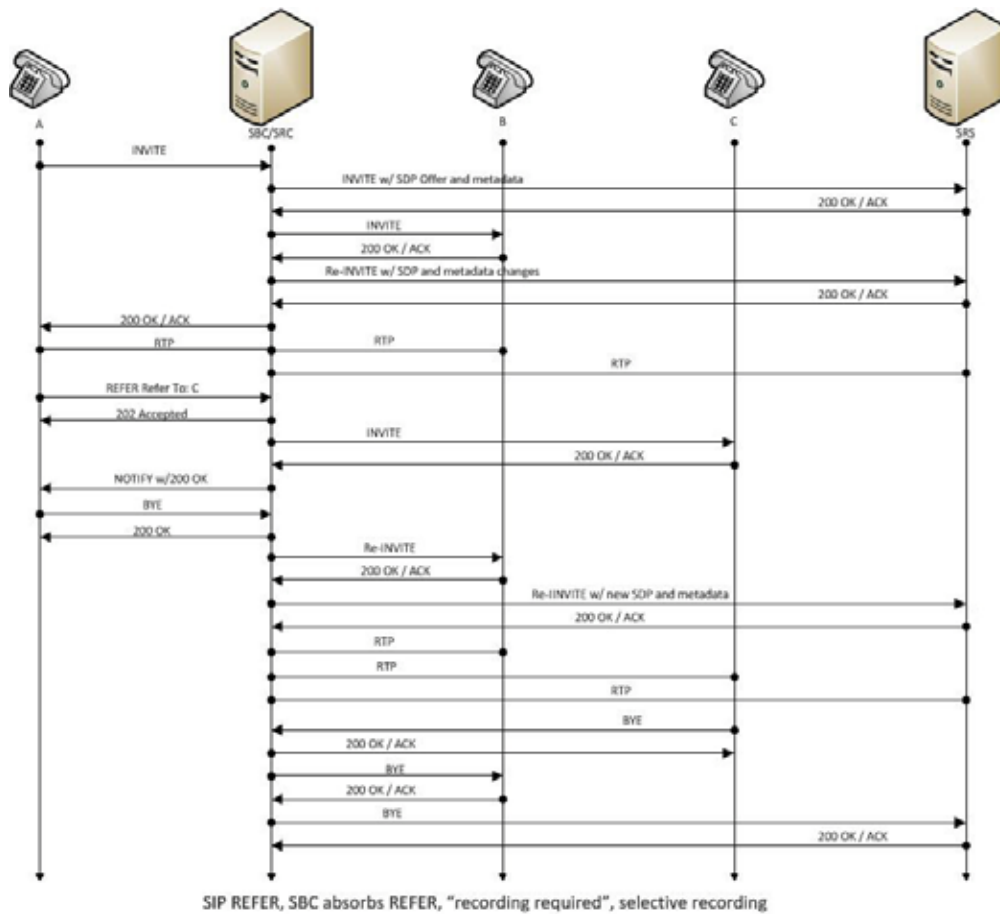 A
SBC/SRC
B
C
SRS
INVITE
INVITE w/ SDP Offer and metadata
200 OK / ACK
INVITE
200 OK / ACK
Re-INVITE w/ SDP and metadata changes
200 OK / ACK
200 OK / ACK
RTP
RTP
RTP
REFER Refer To: C
202 Accepted
INVITE
200 OK / ACK
NOTIFY w/200 OK
BYE
200 OK
Re-INVITE
200 OK / ACK
Re-IINVITE w/ new SDP and metadata
200 OK / ACK
RTP
RTP
RTP
BYE
200 OK / ACK
BYE
200 OK / ACK
BYE
200 OK / ACK
SIP REFER, SBC absorbs REFER, "recording required", selective recording